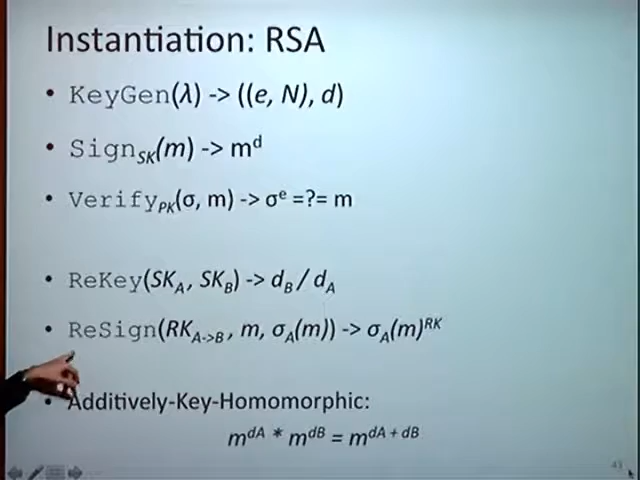 Instantiation: RSA
• KeyGen(λ) -> ((e, N), d)
• Sign_SK(m) -> m^d
• Verify_PK(σ, m) -> σ^e =?= m
• ReKey(SK_A, SK_B) -> d_B / d_A
• ReSign(RK_A->B, m, σ_A(m)) -> σ_A(m)^RK
• Additively-Key-Homomorphic:
m^dA * m^dB = m^dA + dB
43